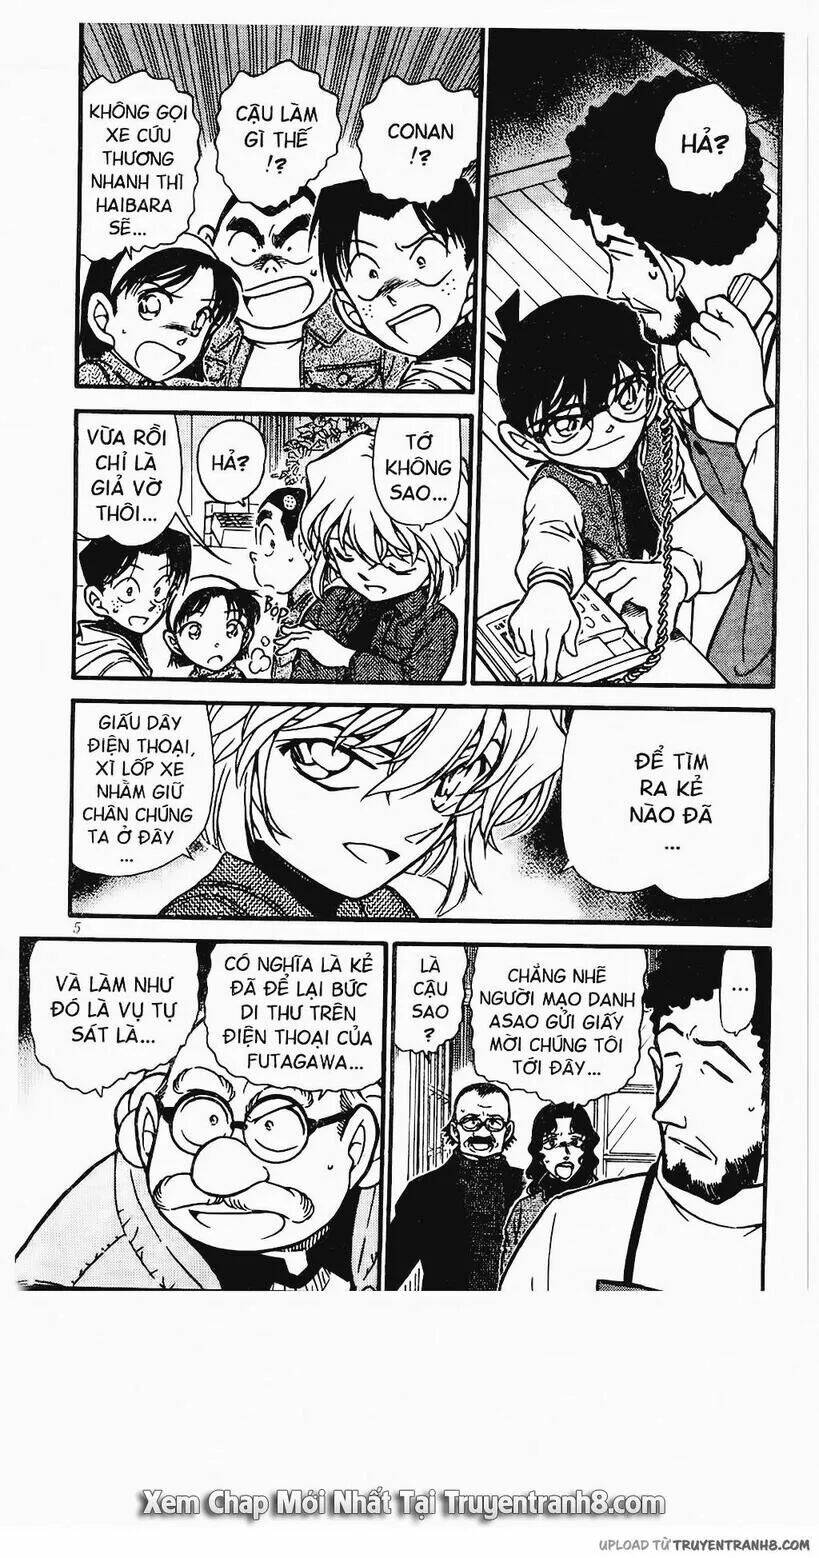 HẢ?
CONAN
!?
CẬU LÀM
GÌ THẾ
!?
KHÔNG GỌI
XE CỨU
THƯƠNG
NHANH THÌ
HAIBARA
SẼ...
TỚ
KHÔNG
SAO...
HẢ?
VỪA RỒI
CHỈ LÀ
GIẢ VỜ
THÔI...
BỘP
ĐỂ TÌM
RA KẺ
NÀO ĐÃ
...
GIẤU DÂY
ĐIỆN THOẠI,
XÌ LỐP XE
NHẰM GIỮ
CHÂN CHÚNG
TA Ở ĐÂY
...
5
...
CHẲNG NHẼ
NGƯỜI MẠO DANH
ASAO GỬI GIẤY
MỜI CHÚNG TÔI
TỚI ĐÂY...
LÀ
CẬU
SAO
?
CÓ NGHĨA LÀ KẺ
ĐÃ ĐỂ LẠI BỨC
DI THƯ TRÊN
ĐIỆN THOẠI CỦA
FUTAGAWA...
VÀ LÀM NHƯ
ĐÓ LÀ VỤ TỰ
SÁT LÀ...
Xem Chap Mới Nhất Tại Truyentranh8.com
UPLOAD TỪ TRUYENTRANH8.COM